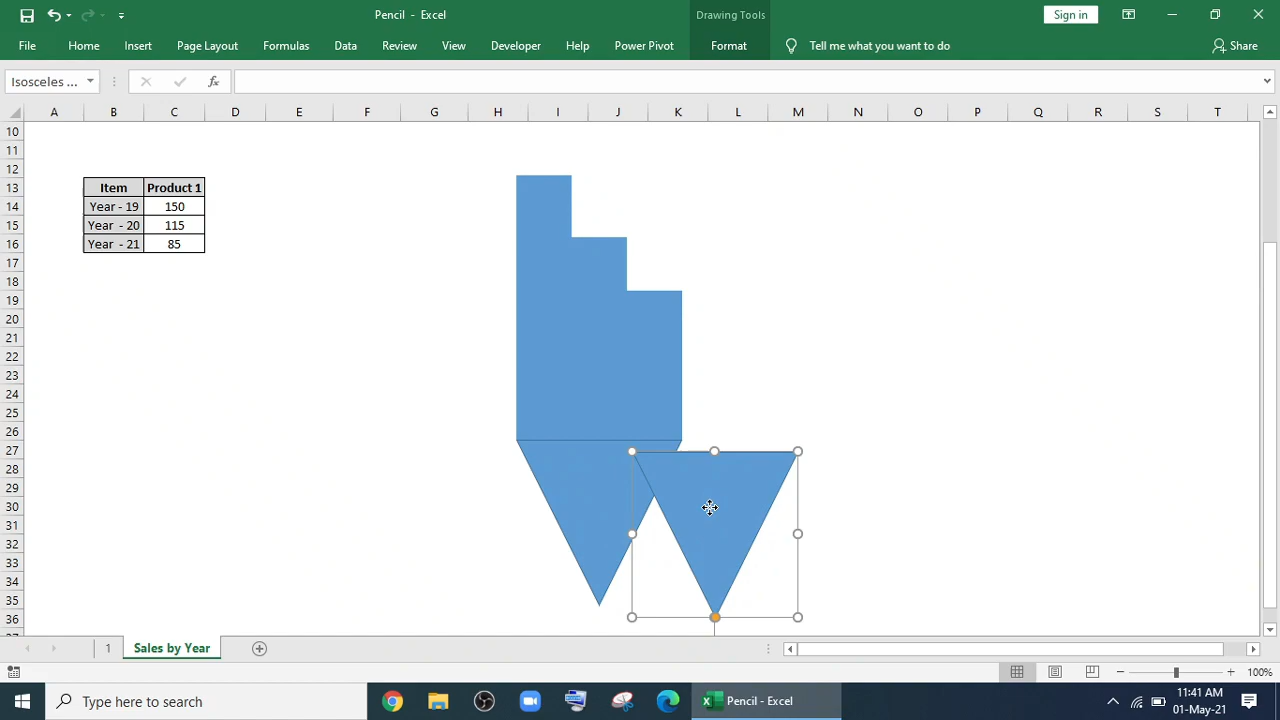 Pencil - Excel
Drawing Tools
Sign in
File Home Insert Page Layout Formulas Data Review View Developer Help Power Pivot Format Tell me what you want to do Share
Isosceles ... fx
A B C D E F G H I J K L M N O P Q R S T
10
11
12
13 Item Product 1
14 Year - 19 150
15 Year - 20 115
16 Year - 21 85
17
18
19
20
21
22
23
24
25
26
27
28
29
30
31
32
33
34
35
36
1 Sales by Year
100%
Type here to search
Pencil - Excel
11:41 AM
01-May-21